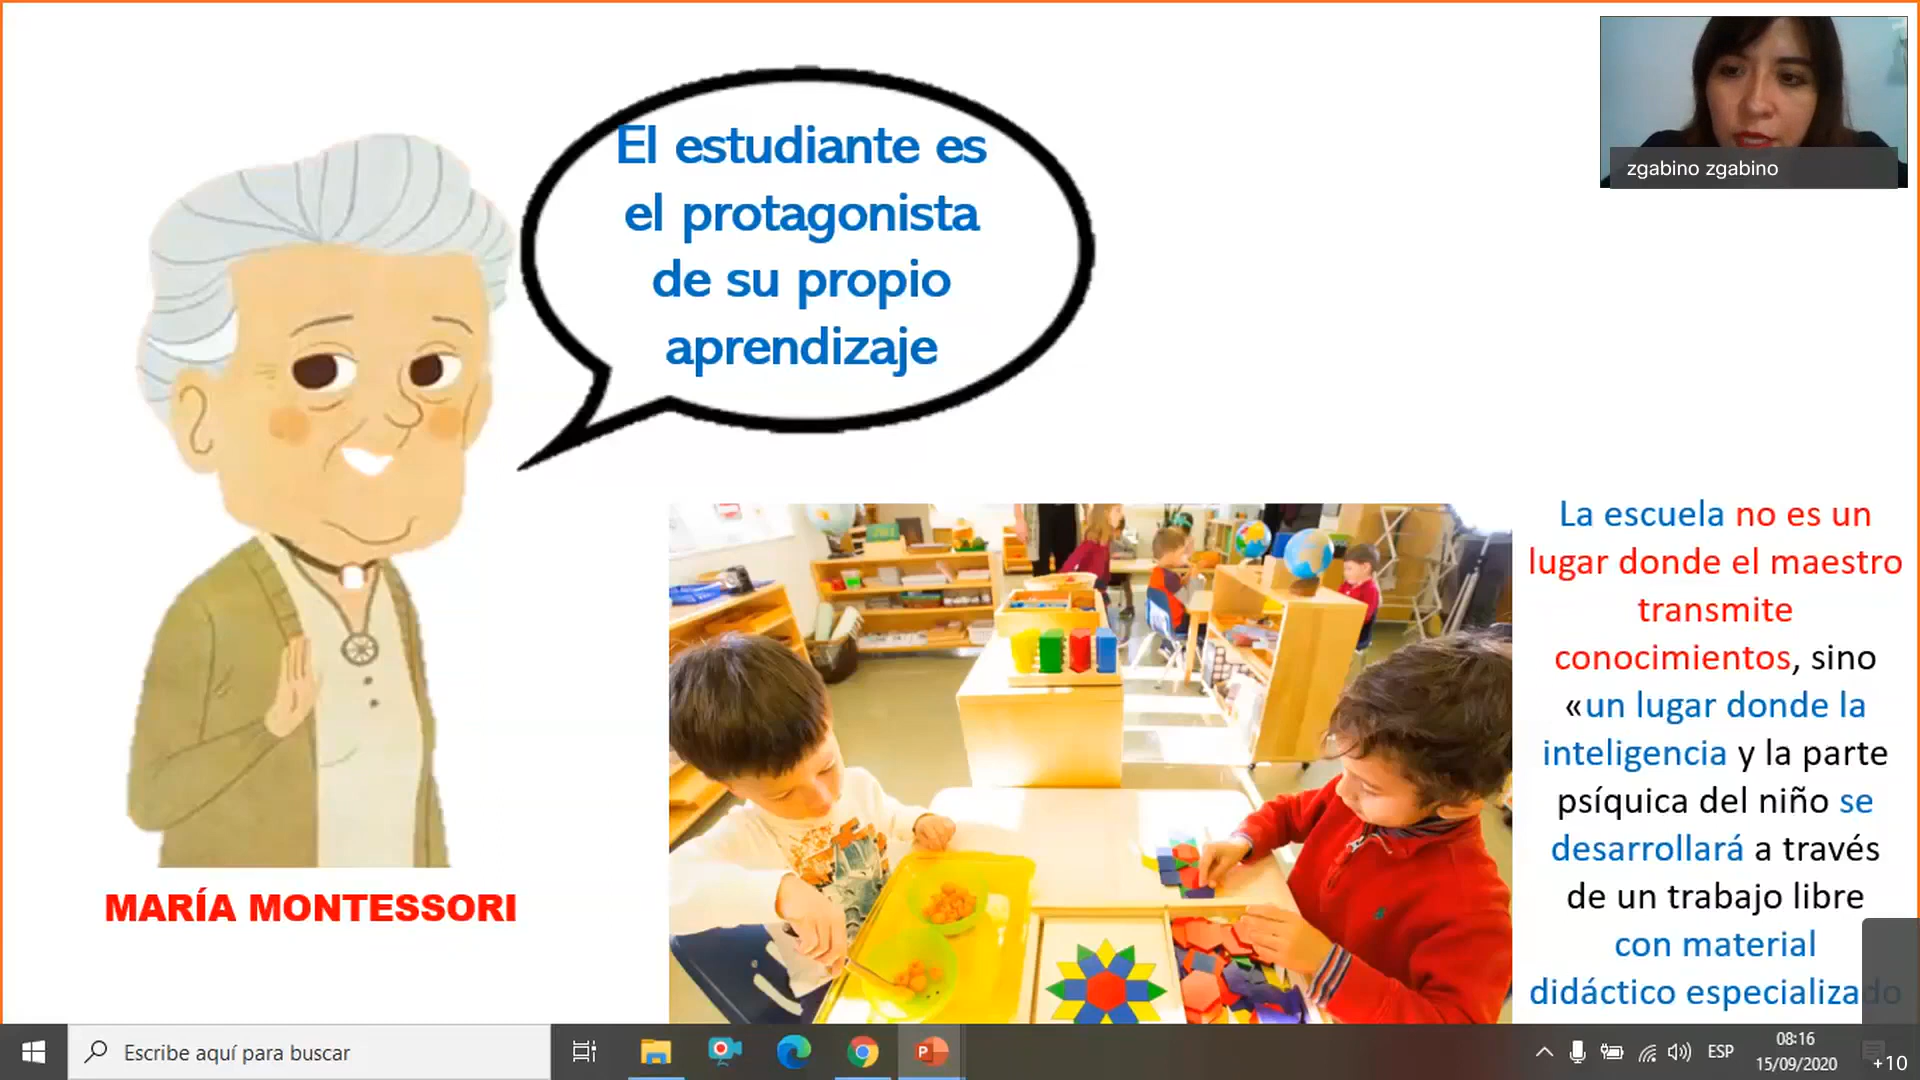 El estudiante es
el protagonista
de su propio
aprendizaje
zgabino zgabino
La escuela no es un
lugar donde el maestro
transmite
conocimientos, sino
«un lugar donde la
inteligencia y la parte
psíquica del niño se
desarrollará a través
de un trabajo libre
con material
didáctico especializado
MARÍA MONTESSORI
Escribe aquí para buscar
ESP
08:16
15/09/2020
+10